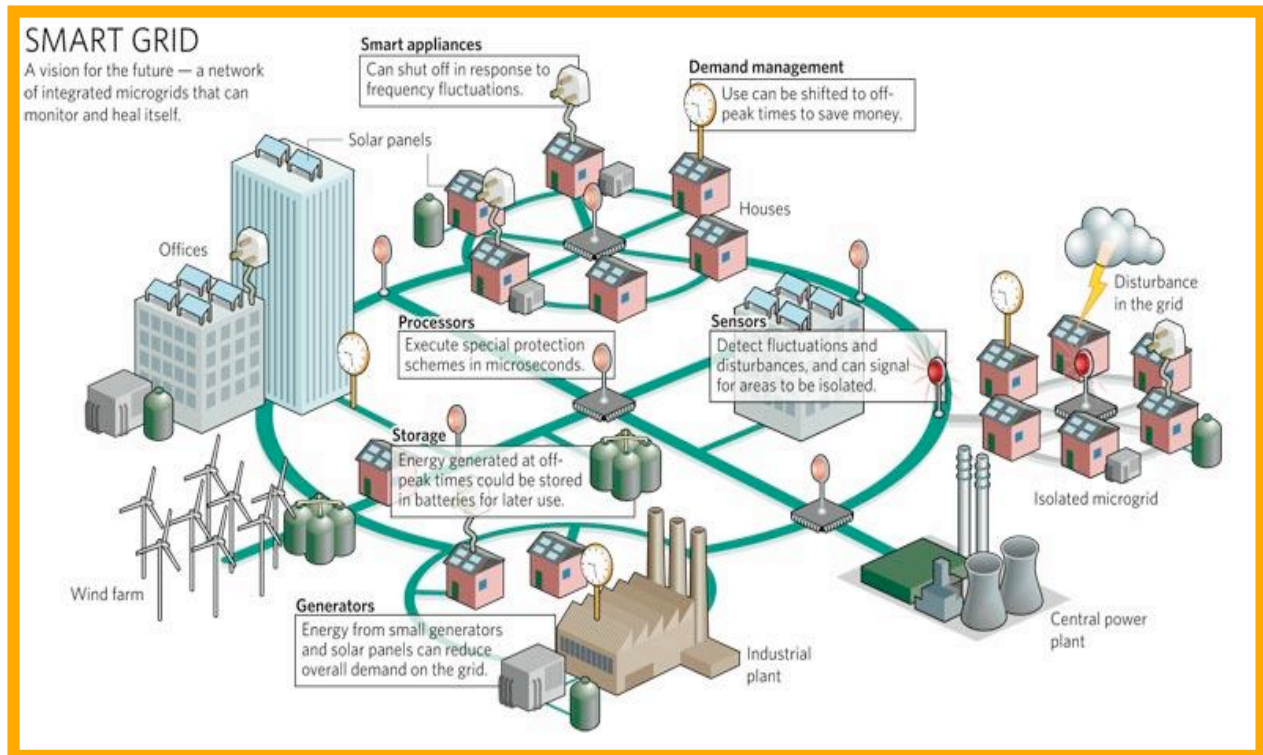 SMART GRID
A vision for the future — a network
of integrated microgrids that can
monitor and heal itself.
Smart appliances
Can shut off in response to
frequency fluctuations.
Demand management
Use can be shifted to off-
peak times to save money.
Solar panels
Houses
Offices
Disturbance
in the grid
Processors
Execute special protection
schemes in microseconds.
Sensors
Detect fluctuations and
disturbances, and can signal
for areas to be isolated.
Storage
Energy generated at off-
peak times could be stored
in batteries for later use.
Isolated microgrid
Wind farm
Generators
Energy from small generators
and solar panels can reduce
overall demand on the grid.
Industrial
plant
Central power
plant